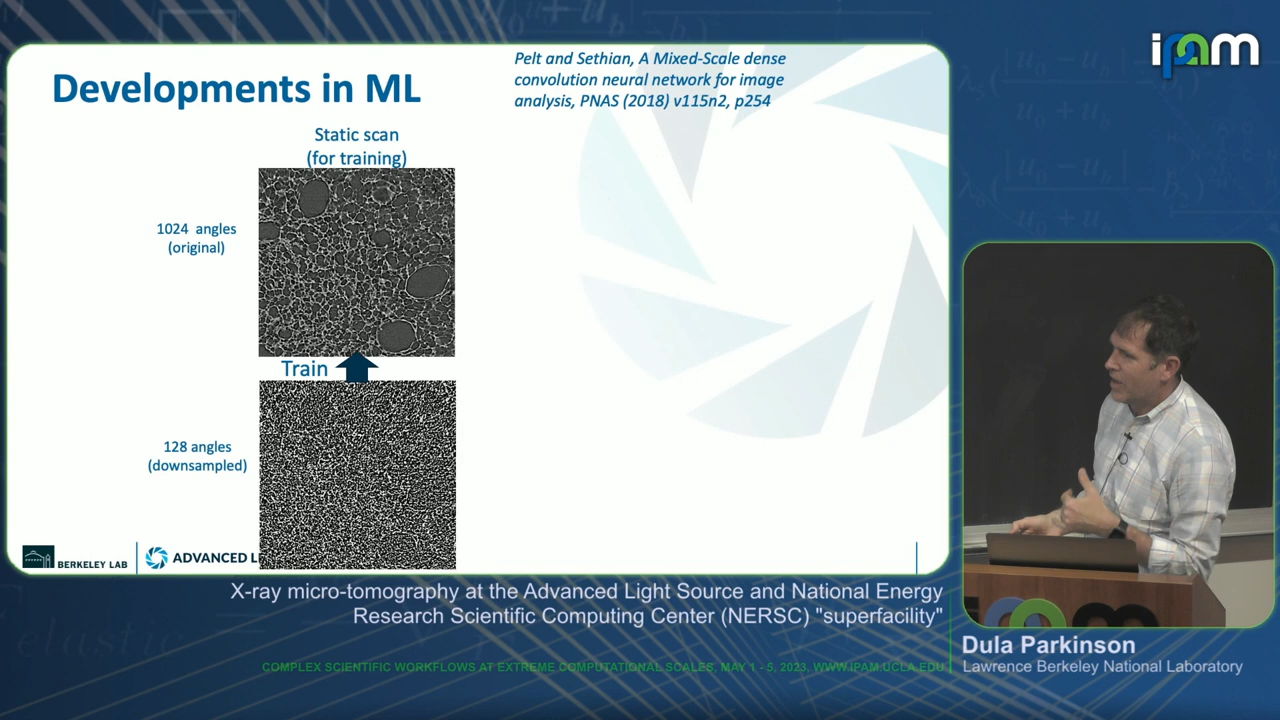 Developments in ML
Pelt and Sethian, A Mixed-Scale dense
convolution neural network for image
analysis, PNAS (2018) v115n2, p254
Static scan
(for training)
1024 angles
(original)
Train
128 angles
(downsampled)
BERKELEY LAB
ADVANCED L
ipam
X-ray micro-tomography at the Advanced Light Source and National Energy
Research Scientific Computing Center (NERSC) "superfacility"
Dula Parkinson
Lawrence Berkeley National Laboratory
COMPLEX SCIENTIFIC WORKFLOWS AT EXTREME COMPUTATIONAL SCALES, MAY 1 - 5, 2023, WWW.IPAM.UCLA.EDU